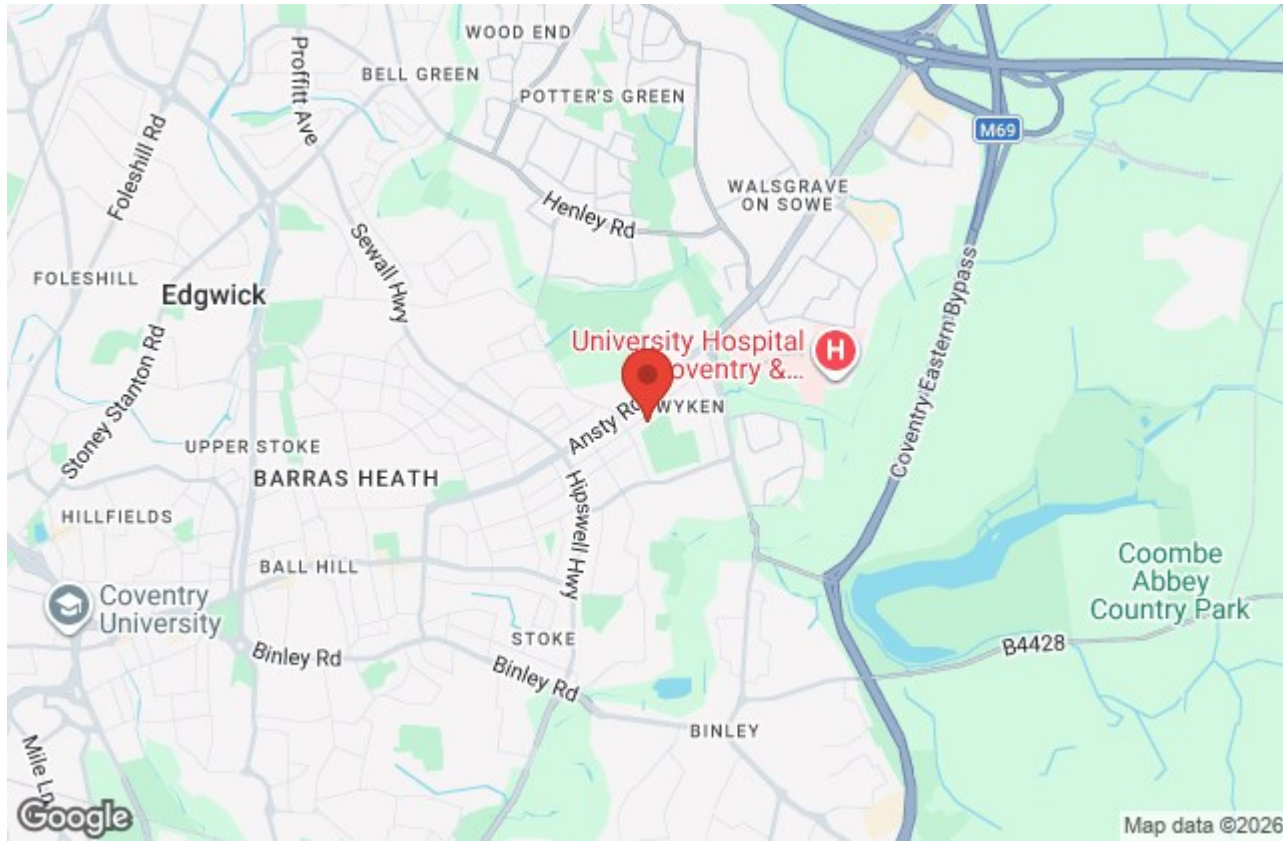 WOOD END
Proffitt Ave
BELL GREEN
POTTER'S GREEN
M69
Foleshill Rd
WALSGRAVE
ON SOWE
Henley Rd
Sewall Hwy
FOLESHILL
Edgwick
Coventry Eastern Bypass
University Hospital
Coventry &...
H
Stoney Stanton Rd
WYKEN
Ansty Rd
UPPER STOKE
BARRAS HEATH
Hipswell Hwy
HILLFIELDS
BALL HILL
Coombe
Abbey
Country Park
Coventry
University
STOKE
B4428
Binley Rd
Binley Rd
BINLEY
Mile Ln
Google
Map data ©2026